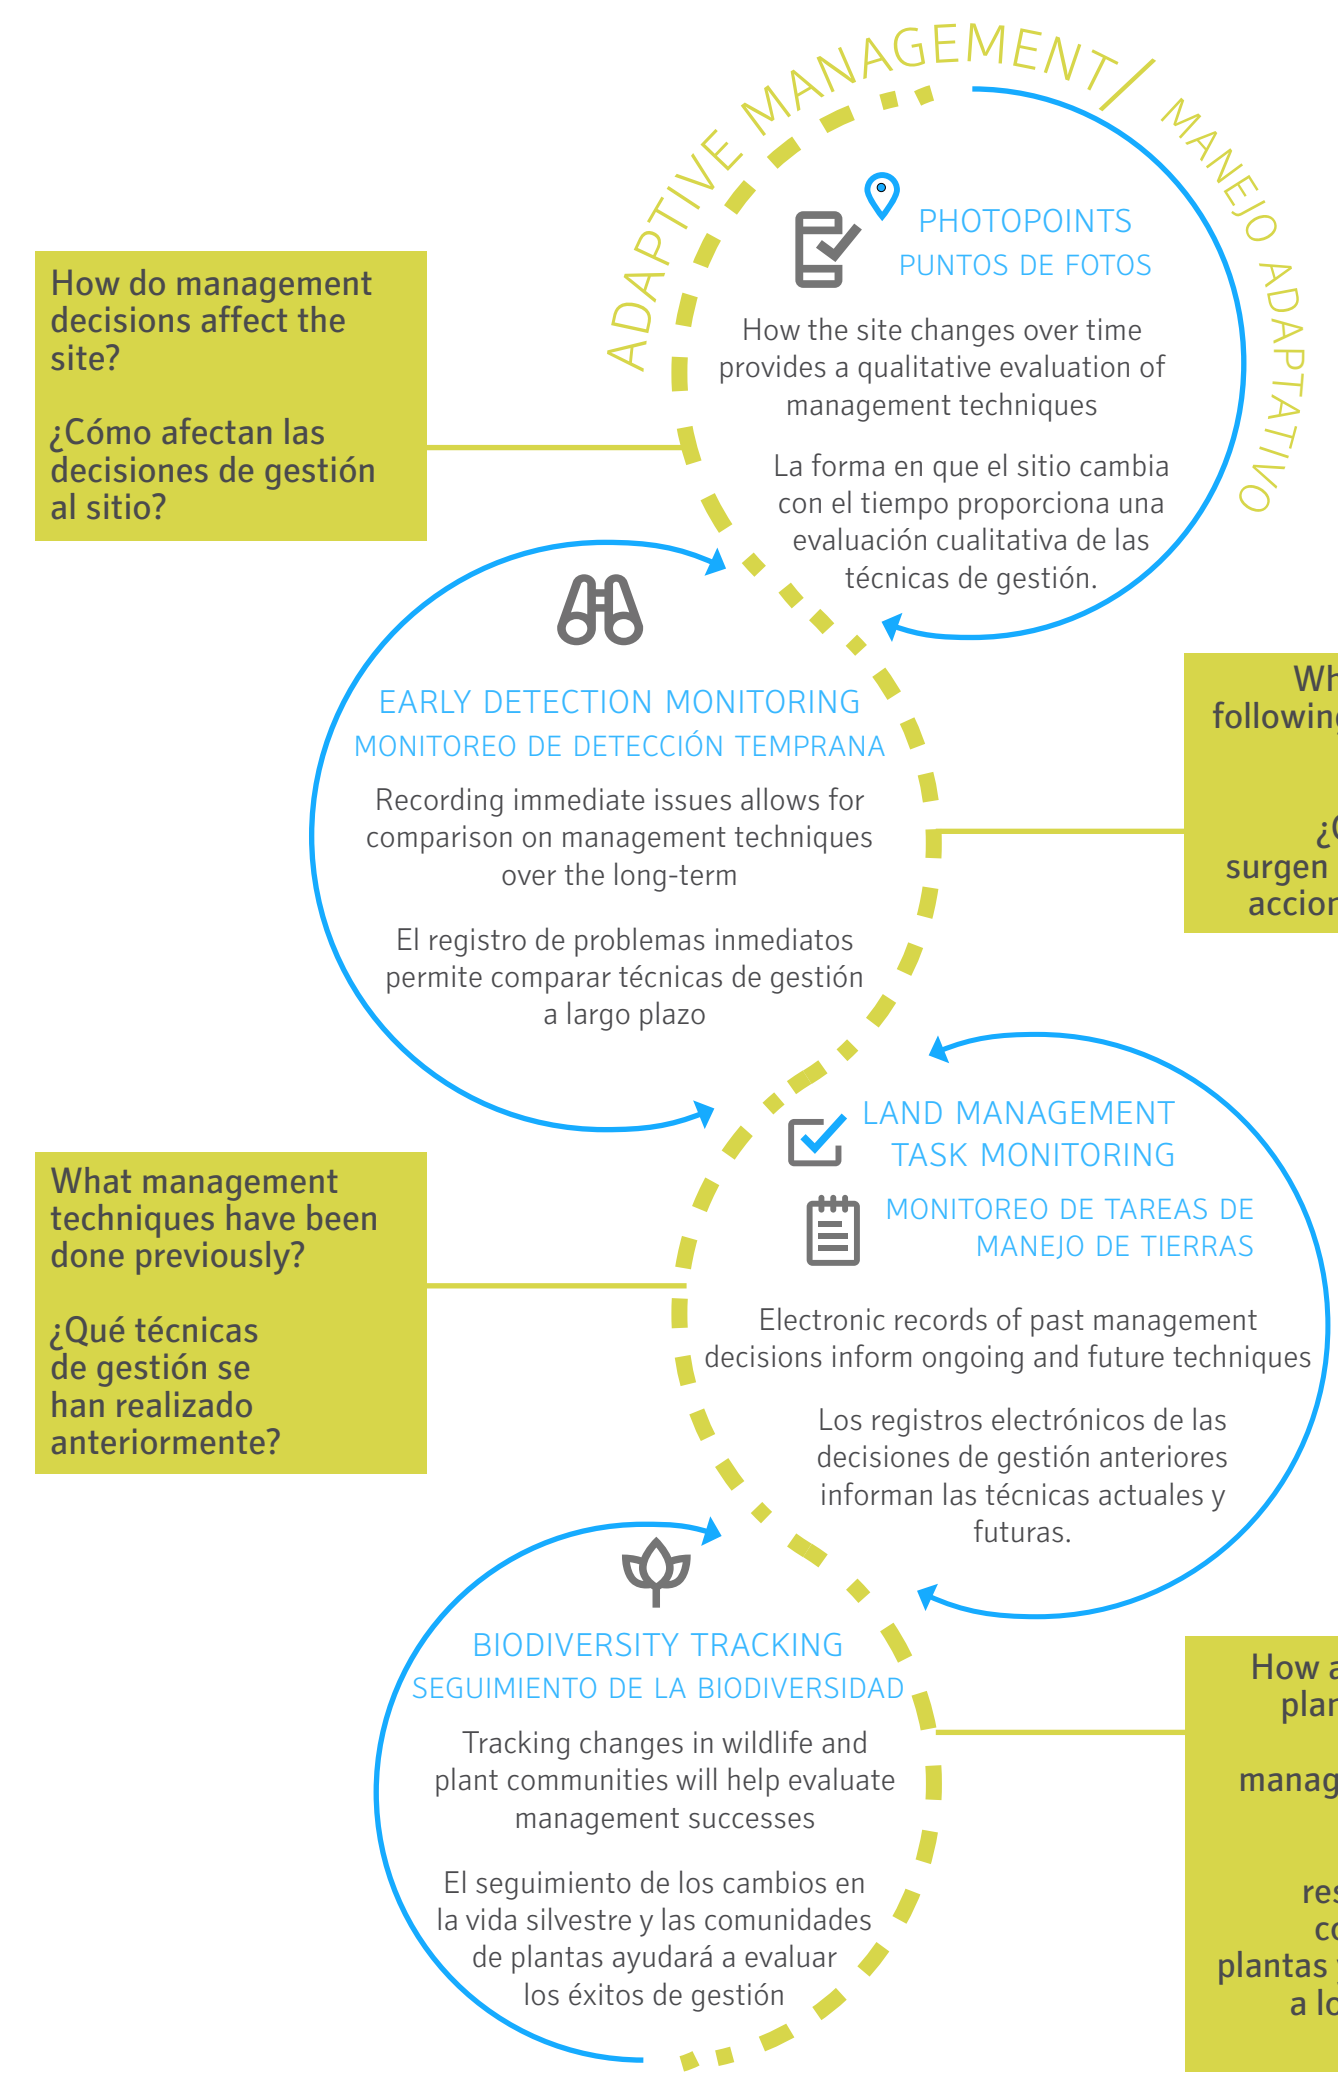 ADAPTIVE MANAGEMENT/ MANEJO ADAPTATIVO
PHOTOPOINTS
PUNTOS DE FOTOS
How the site changes over time
provides a qualitative evaluation of
management techniques
La forma en que el sitio cambia
con el tiempo proporciona una
evaluación cualitativa de las
técnicas de gestión.
How do management
decisions affect the
site?
¿Cómo afectan las
decisiones de gestión
al sitio?
EARLY DETECTION MONITORING
MONITOREO DE DETECCIÓN TEMPRANA
Recording immediate issues allows for
comparison on management techniques
over the long-term
El registro de problemas inmediatos
permite comparar técnicas de gestión
a largo plazo
surgen
LAND MANAGEMENT
TASK MONITORING
MONITOREO DE TAREAS DE
MANEJO DE TIERRAS
Electronic records of past management
decisions inform ongoing and future techniques
Los registros electrónicos de las
decisiones de gestión anteriores
informan las técnicas actuales y
futuras.
What management
techniques have been
done previously?
¿Qué técnicas
de gestión se
han realizado
anteriormente?
BIODIVERSITY TRACKING
SEGUIMIENTO DE LA BIODIVERSIDAD
Tracking changes in wildlife and
plant communities will help evaluate
management successes
El seguimiento de los cambios en
la vida silvestre y las comunidades
de plantas ayudará a evaluar
los éxitos de gestión
How
plantas
a